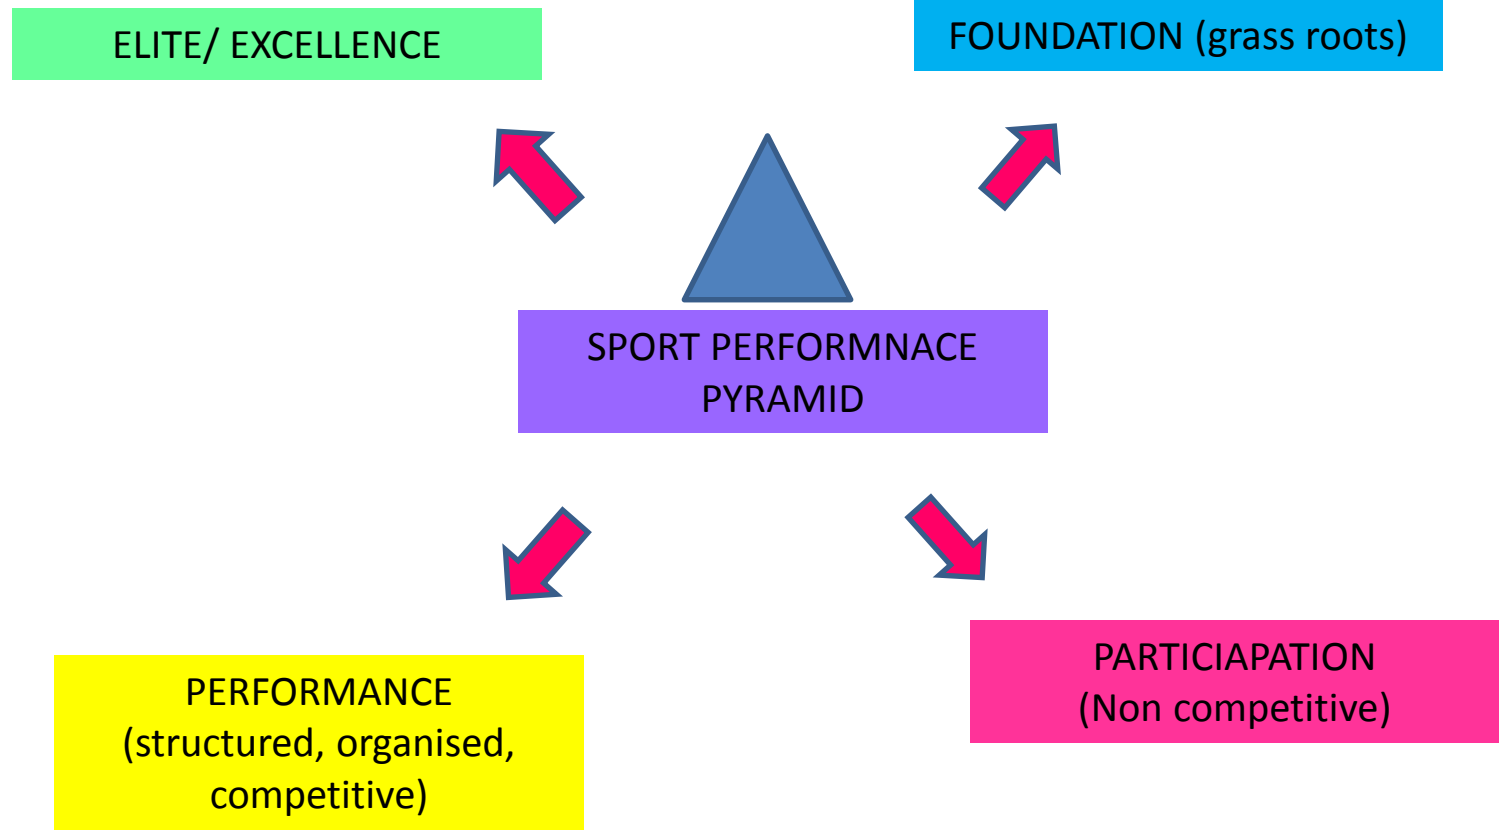 ELITE/ EXCELLENCE
FOUNDATION (grass roots)
SPORT PERFORMNACE
PYRAMID
PERFORMANCE
(structured, organised,
competitive)
PARTICIAPATION
(Non competitive)